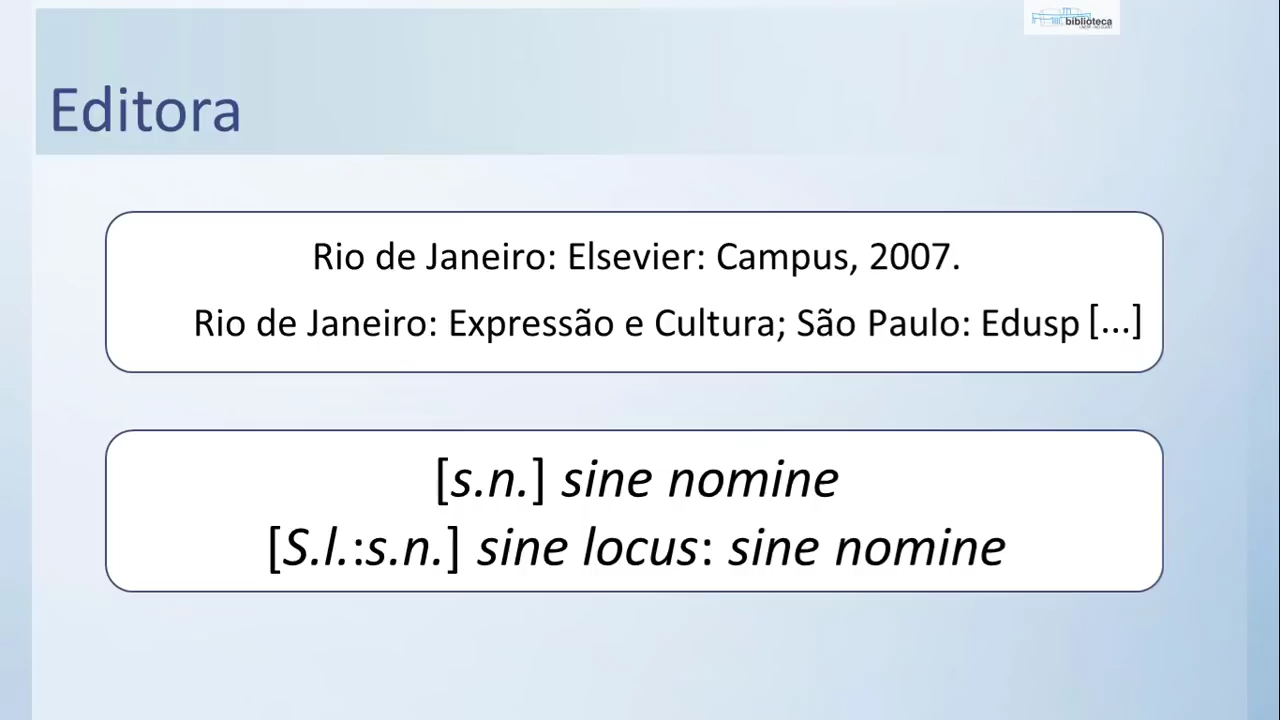 biblioteca
Editora
Rio de Janeiro: Elsevier: Campus, 2007.
Rio de Janeiro: Expressão e Cultura; São Paulo: Edusp [...]
[s.n.] sine nomine
[S.l.:s.n.] sine locus: sine nomine